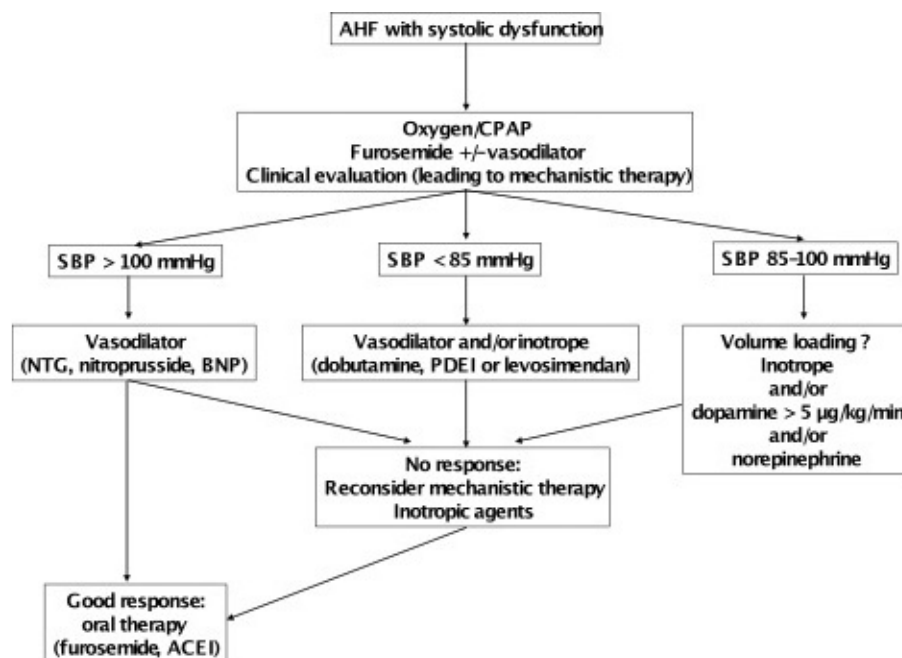 AHF with systolic dysfunction
Oxygen/CPAP
Furosemide +/-vasodilator
Clinical evaluation (leading to mechanistic therapy)
SBP > 100 mmHg
SBP < 85 mmHg
SBP 85–100 mmHg
Vasodilator
(NTG, nitroprusside, BNP)
Vasodilator and/or inotrope
(dobutamine, PDEI or levosimendan)
Volume loading ?
Inotrope
and/or
dopamine > 5 µg/kg/min
and/or
norepinephrine
No response:
Reconsider mechanistic therapy
Inotropic agents
Good response:
oral therapy
(furosemide, ACEI)